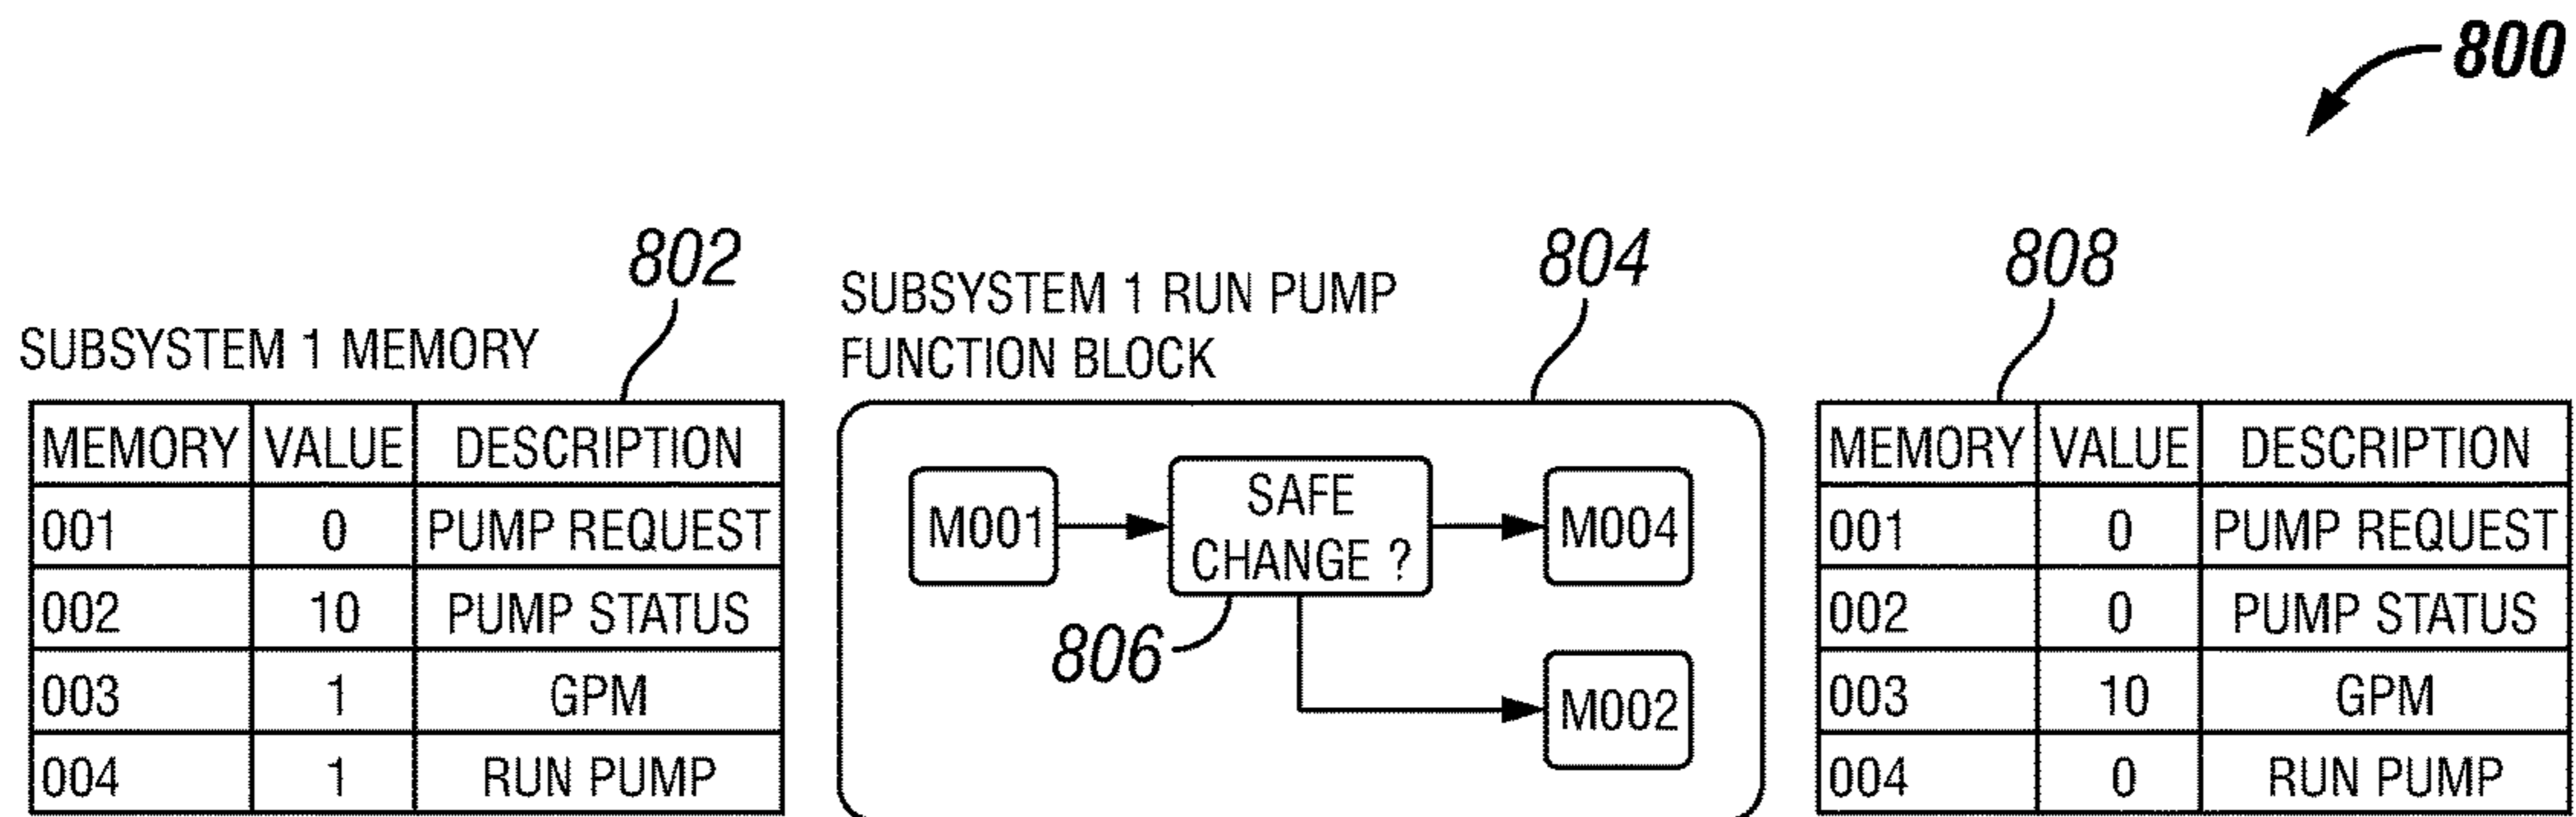 800
802
SUBSYSTEM 1 MEMORY
MEMORY VALUE DESCRIPTION
001 0 PUMP REQUEST
002 10 PUMP STATUS
003 1 GPM
004 1 RUN PUMP
804
SUBSYSTEM 1 RUN PUMP
FUNCTION BLOCK
M001
SAFE
CHANGE ?
M004
806
M002
808
MEMORY VALUE DESCRIPTION
001 0 PUMP REQUEST
002 0 PUMP STATUS
003 10 GPM
004 0 RUN PUMP